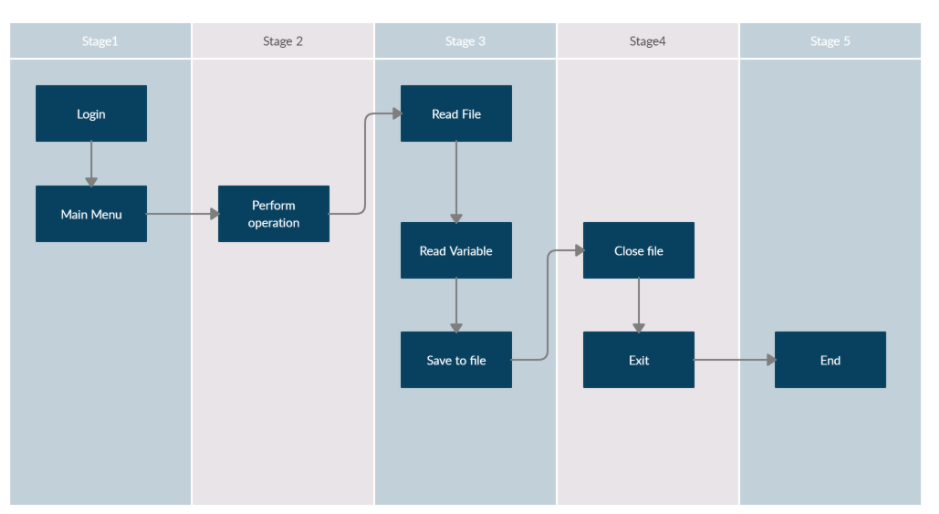 Stage1
Stage 2
Stage 3
Stage4
Stage 5
Login
Main Menu
Perform
operation
Read File
Read Variable
Save to file
Close file
Exit
End